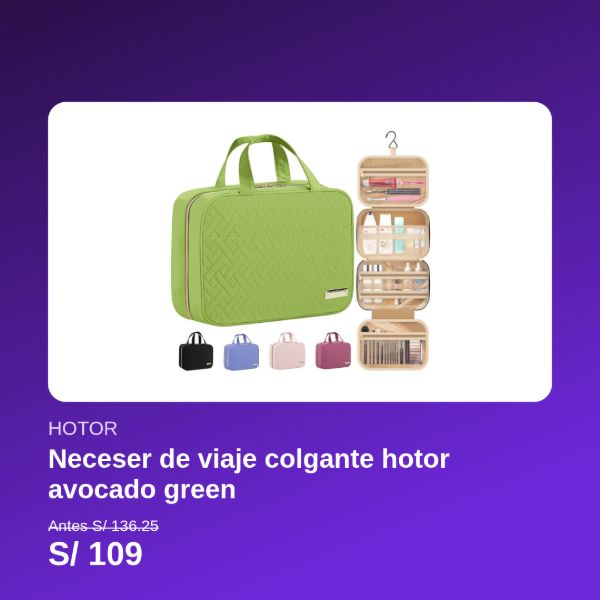 HOTOR
Neceser de viaje colgante hotor
avocado green
Antes S/ 136.25
S/ 109